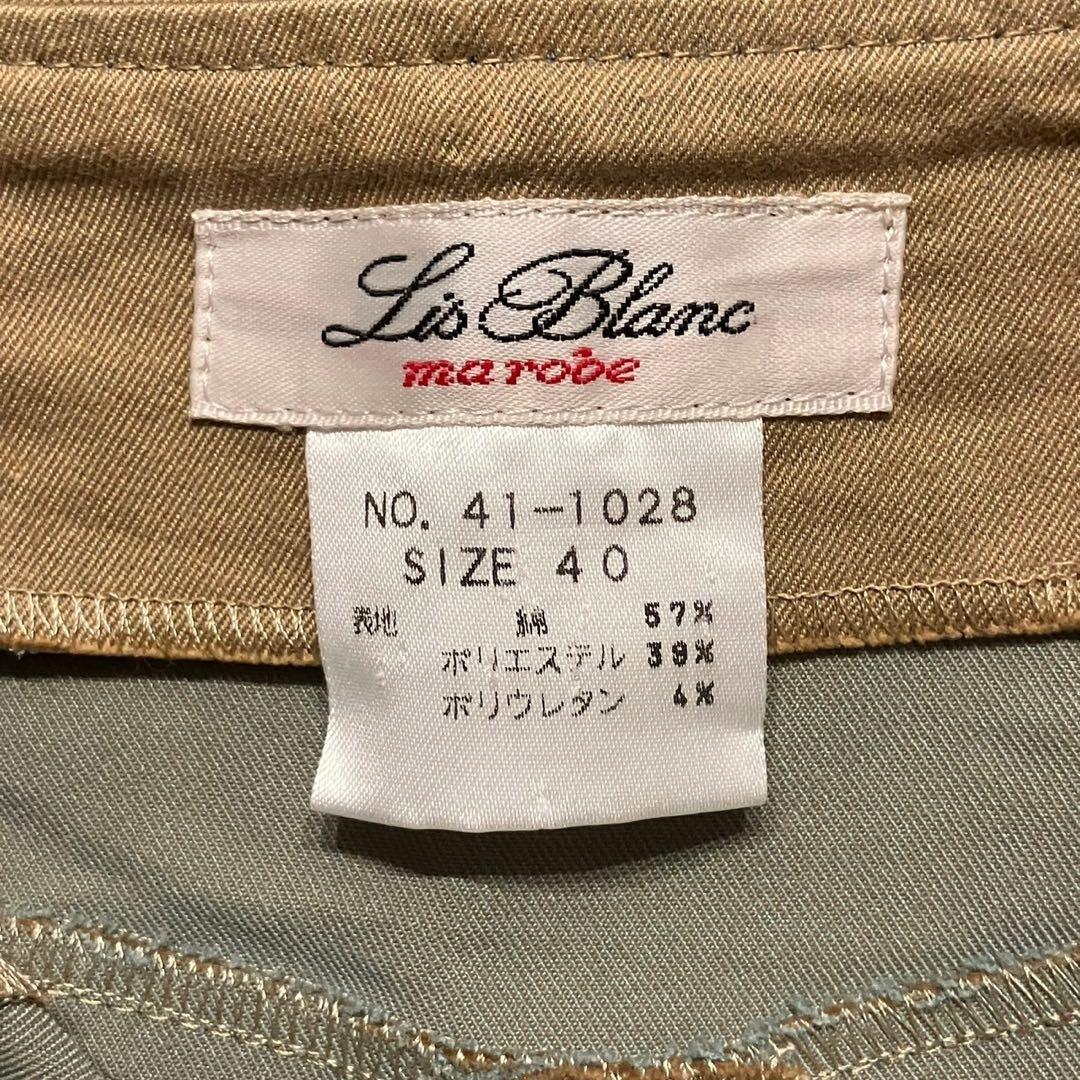 Lis Blanc
ma robe
NO. 41-1028
SIZE 40
表地 綿 57%
ポリエステル 39%
ポリウレタン 4%